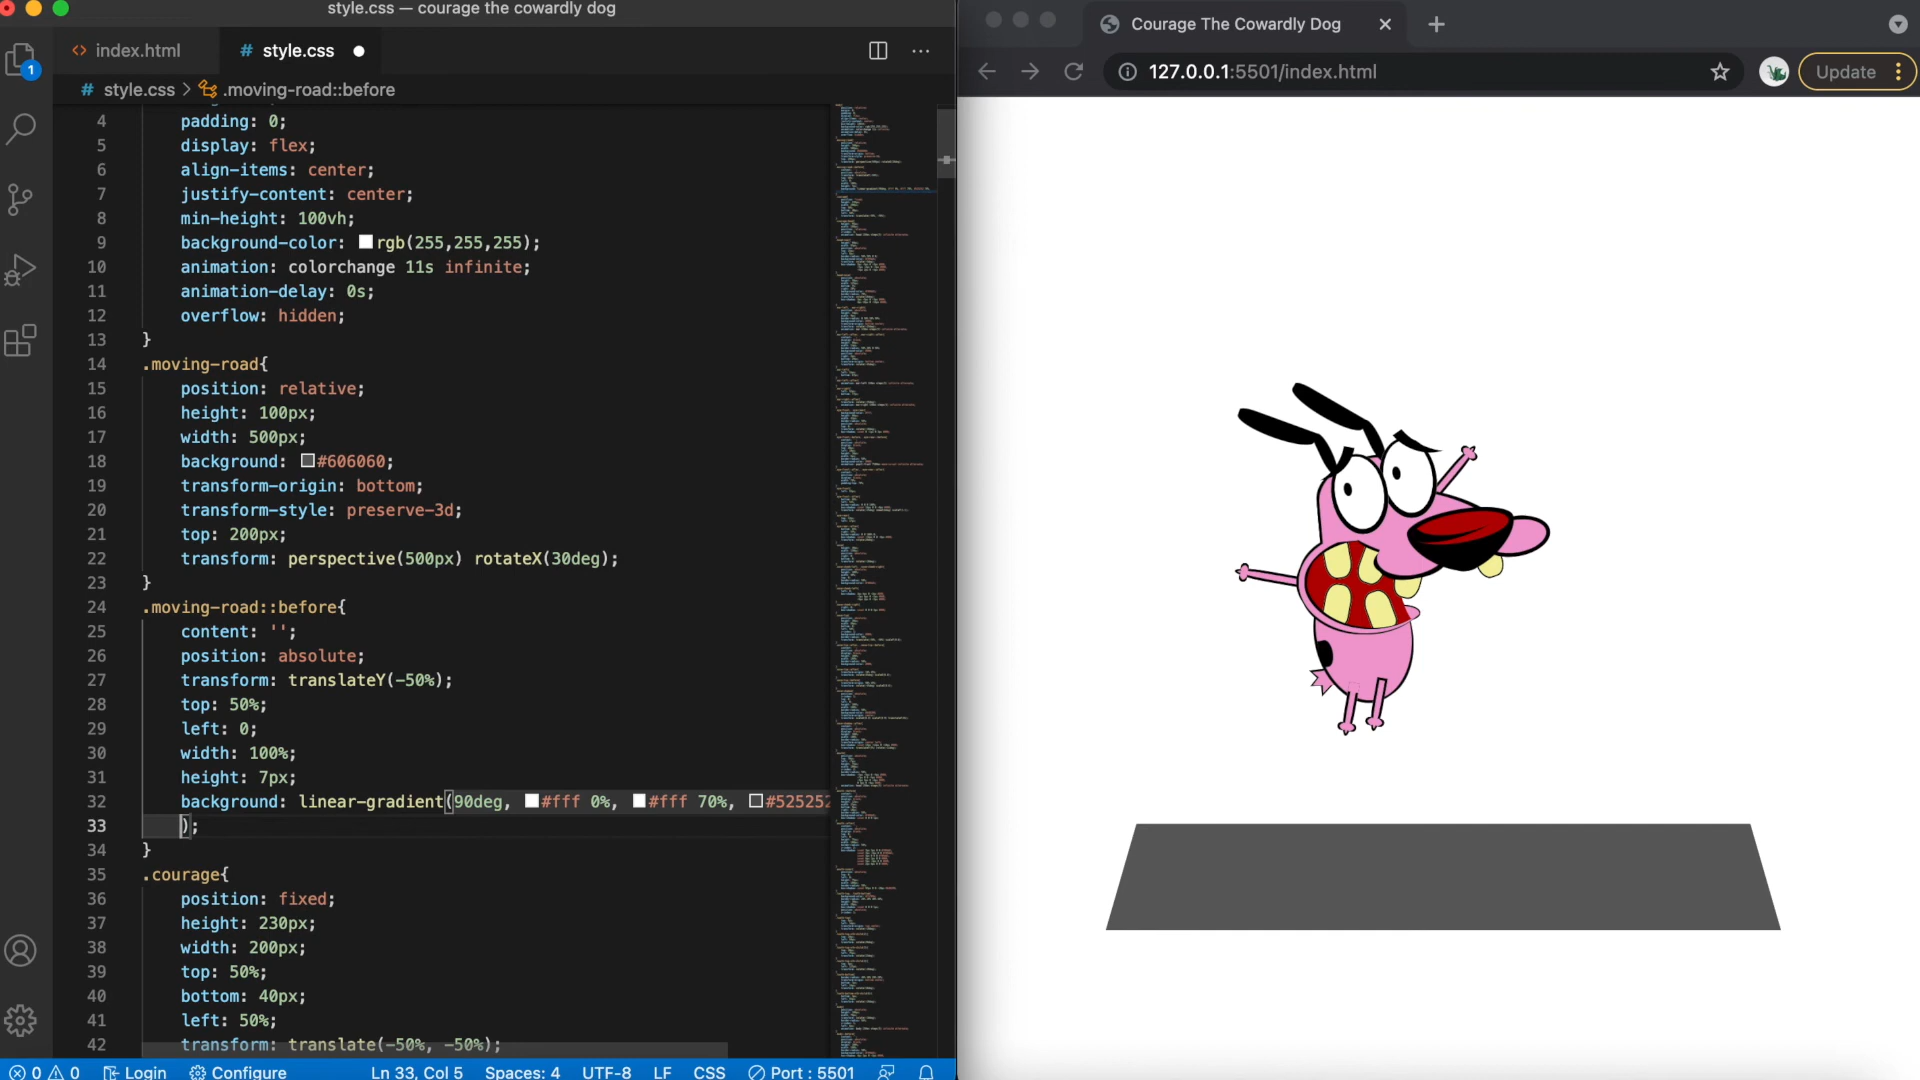 style.css — courage the cowardly dog
Courage The Cowardly Dog
index.html
style.css
127.0.0.1:5501/index.html
Update
1
style.css > .moving-road::before
4 padding: 0;
5 display: flex;
6 align-items: center;
7 justify-content: center;
8 min-height: 100vh;
9 background-color: rgb(255,255,255);
10 animation: colorchange 11s infinite;
11 animation-delay: 0s;
12 overflow: hidden;
13 }
14 .moving-road{
15 position: relative;
16 height: 100px;
17 width: 500px;
18 background: #606060;
19 transform-origin: bottom;
20 transform-style: preserve-3d;
21 top: 200px;
22 transform: perspective(500px) rotateX(30deg);
23 }
24 .moving-road::before{
25 content: '';
26 position: absolute;
27 transform: translateY(-50%);
28 top: 50%;
29 left: 0;
30 width: 100%;
31 height: 7px;
32 background: linear-gradient(90deg, #fff 0%, #fff 70%, #525252
33 );
34 }
35 .courage{
36 position: fixed;
37 height: 230px;
38 width: 200px;
39 top: 50%;
40 bottom: 40px;
41 left: 50%;
42 transform: translate(-50%, -50%);
0 0 Login Configure Ln 33, Col 5 Spaces: 4 UTF-8 LF CSS Port : 5501